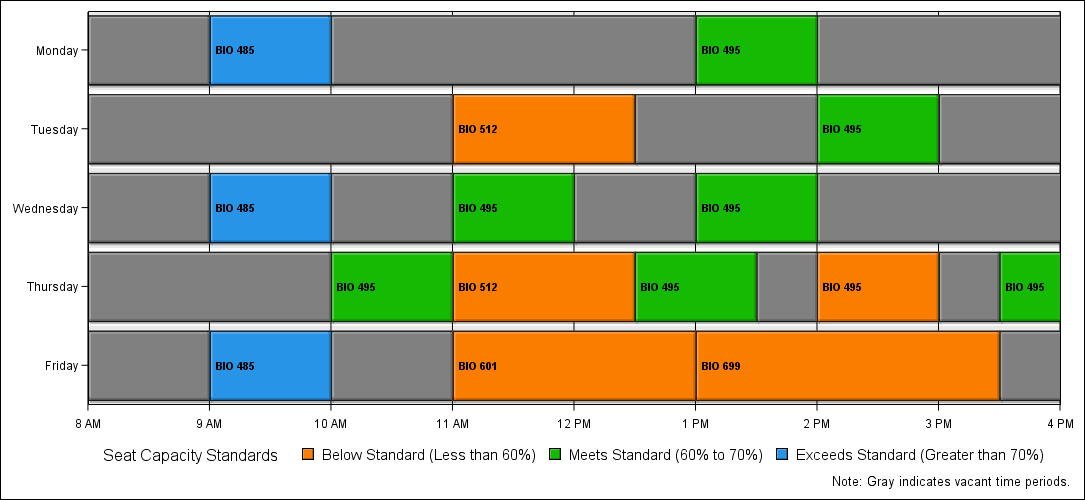 Monday
BIO 485
BIO 495
Tuesday
BIO 512
BIO 495
Wednesday
BIO 485
BIO 495
BIO 495
Thursday
BIO 495
BIO 512
BIO 495
BIO 495
BIO 495
Friday
BIO 485
BIO 601
BIO 699
8 AM
9 AM
10 AM
11 AM
12 PM
1 PM
2 PM
3 PM
4 PM
Seat Capacity Standards
Below Standard (Less than 60%)
Meets Standard (60% to 70%)
Exceeds Standard (Greater than 70%)
Note: Gray indicates vacant time periods.